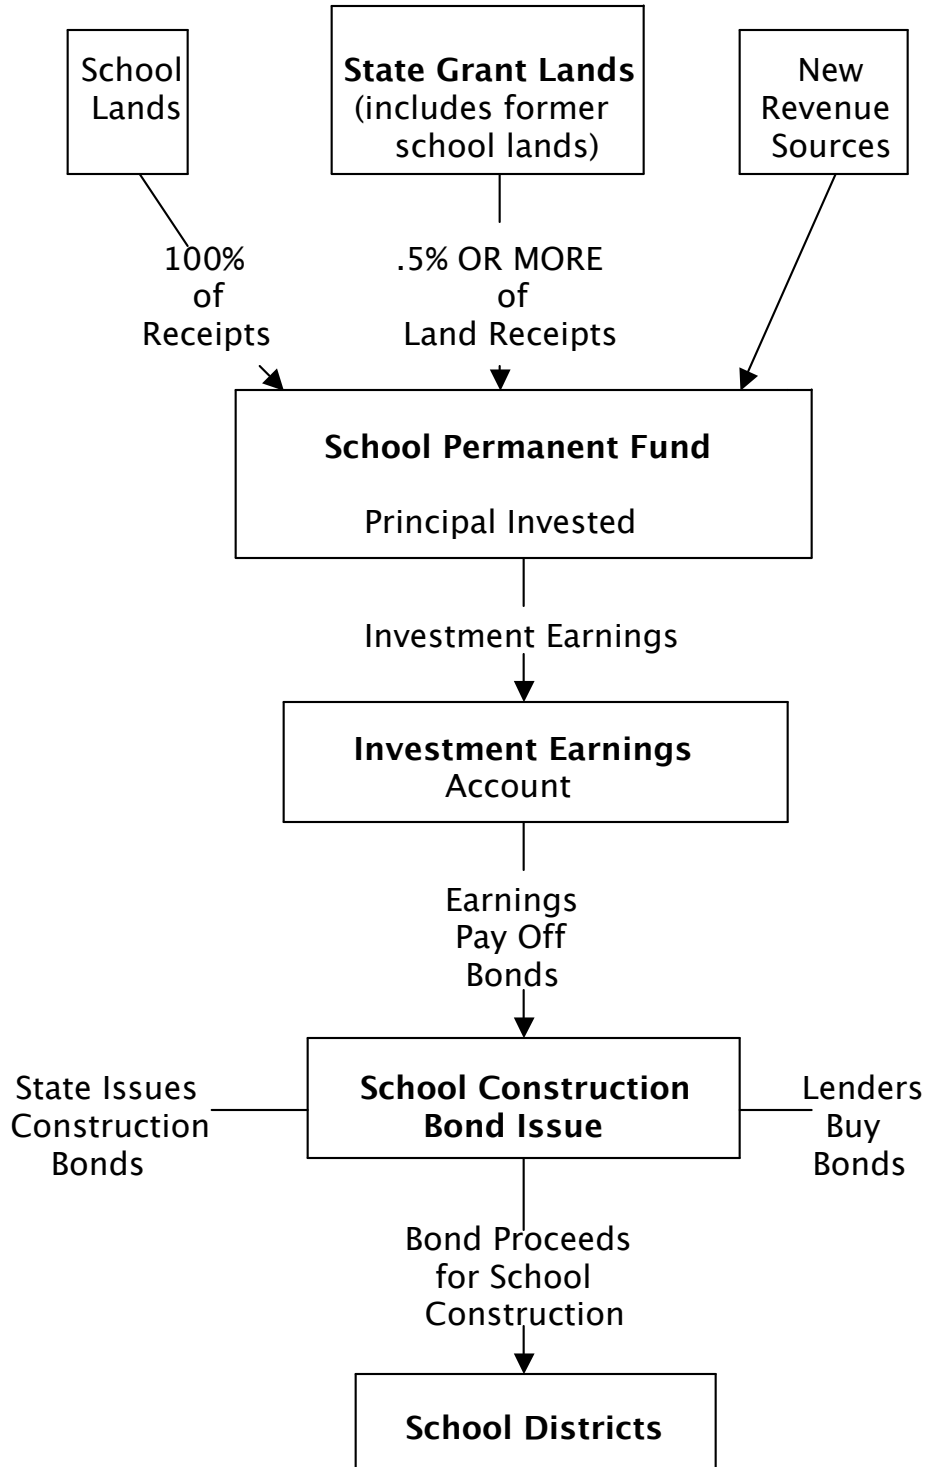 School
Lands
State Grant Lands
(includes former
school lands)
New
Revenue
Sources
100%
of
Receipts
.5% OR MORE
of
Land Receipts
School Permanent Fund
Principal Invested
Investment Earnings
Investment Earnings
Account
Earnings
Pay Off
Bonds
State Issues
Construction
Bonds
School Construction
Bond Issue
Lenders
Buy
Bonds
Bond Proceeds
for School
Construction
School Districts